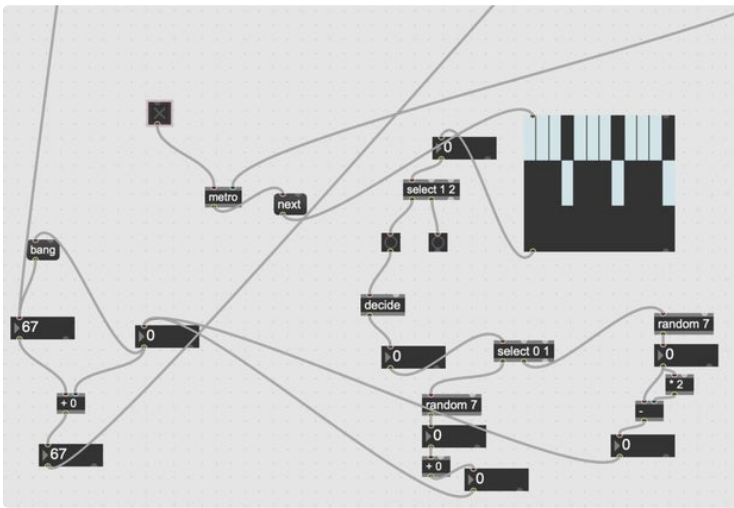 0
metro
select 1 2
next
bang
decide
67
0
random 7
0
select 0 1
0
* 2
+ 0
random 7
-
0
0
67
+ 0
0